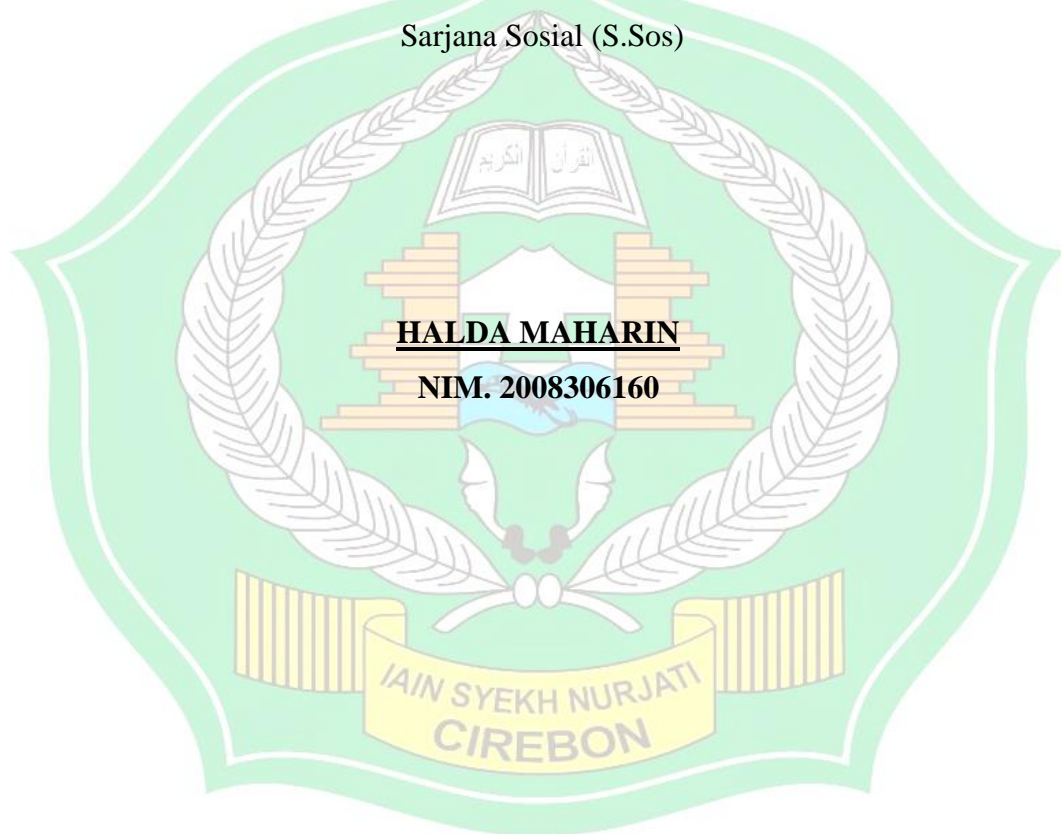 Sarjana Sosial (S.Sos)
القرآن الكريم
HALDA MAHARIN
NIM. 2008306160
IAIN SYEKH NURJATI
CIREBON